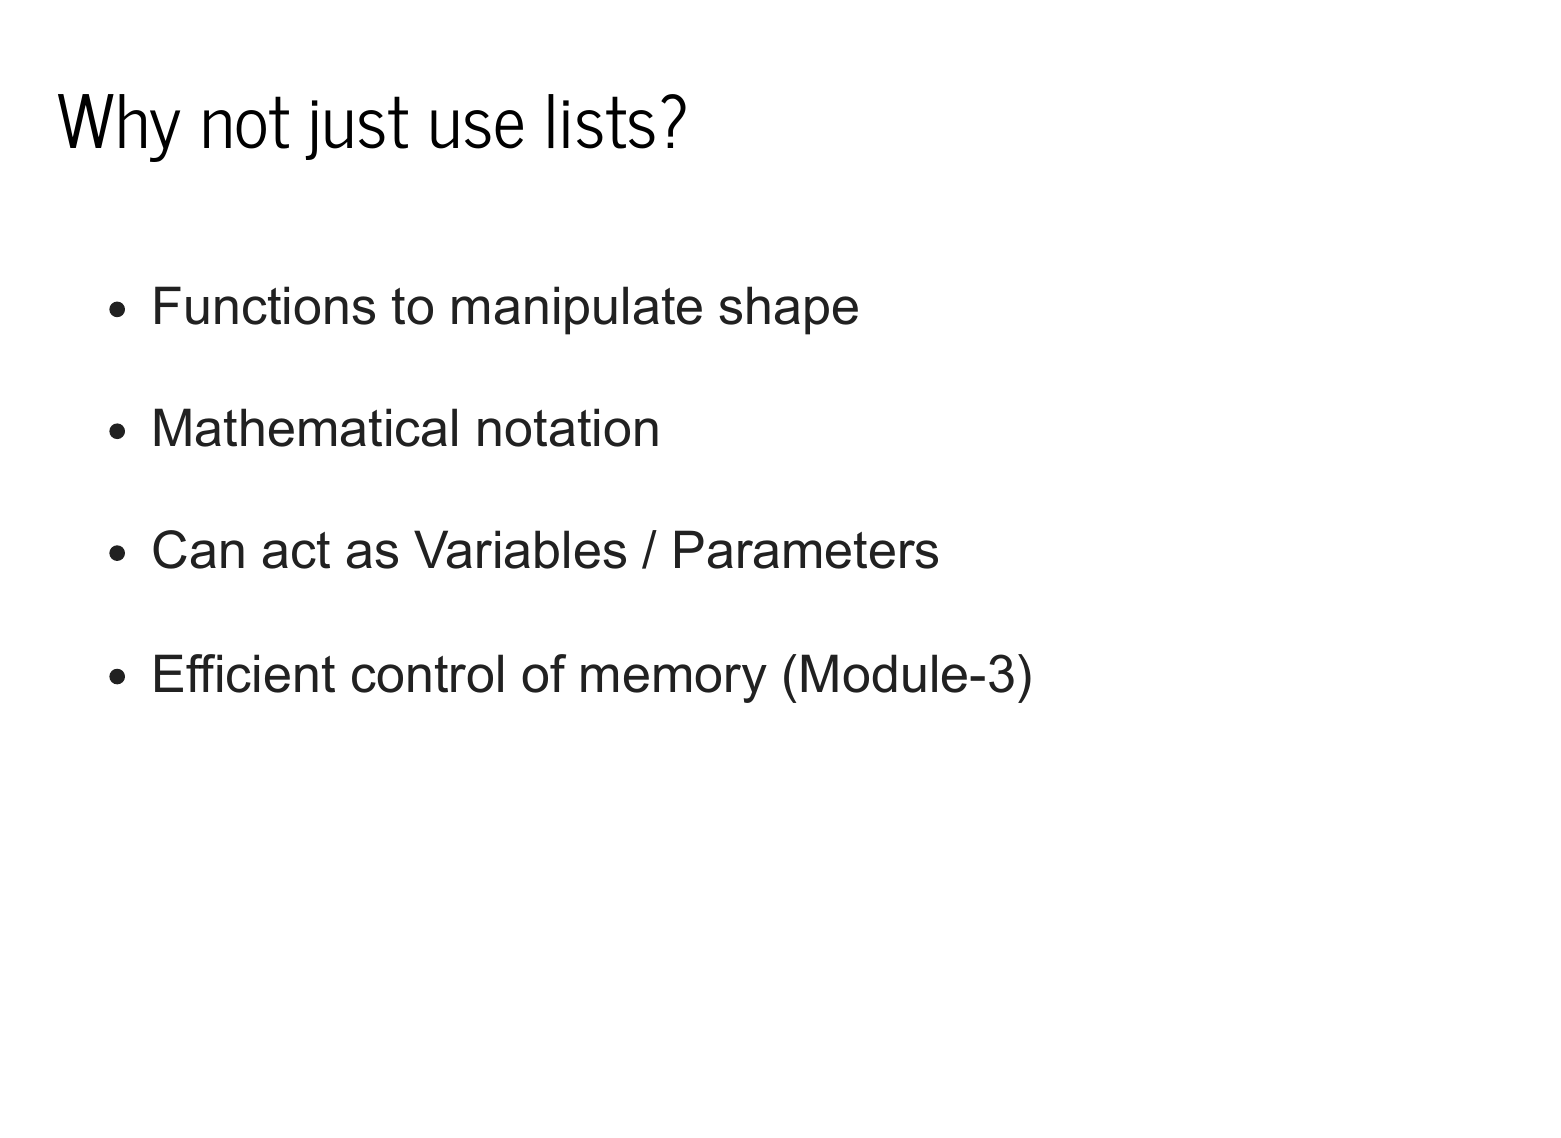 Why not just use lists?
• Functions to manipulate shape
• Mathematical notation
• Can act as Variables / Parameters
• Efficient control of memory (Module-3)